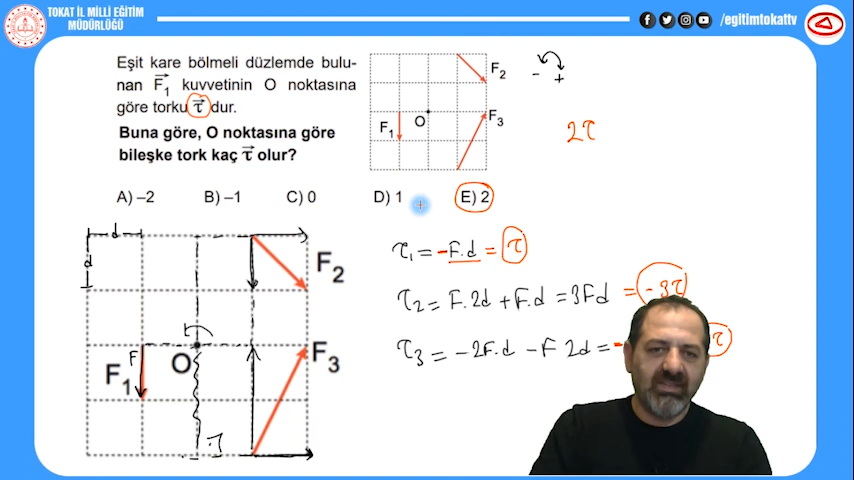 TOKAT İL MİLLİ EĞİTİM
MÜDÜRLÜĞÜ
/egitimtokattv
Eşit kare bölmeli düzlemde bulu-
nan F₁ kuvvetinin O noktasına
göre torku τ dur.
Buna göre, O noktasına göre
bileşke tork kaç τ olur?
F₂
F₃
F₁
O
- +
2τ
A) –2 B) –1 C) 0 D) 1 E) 2
d
d
F₂
F
F₁
O
F₃
τ₁ = -F.d = τ
τ₂ = F.2d + F.d = 3Fd = -3τ
τ₃ = -2F.d - F 2d = - τ